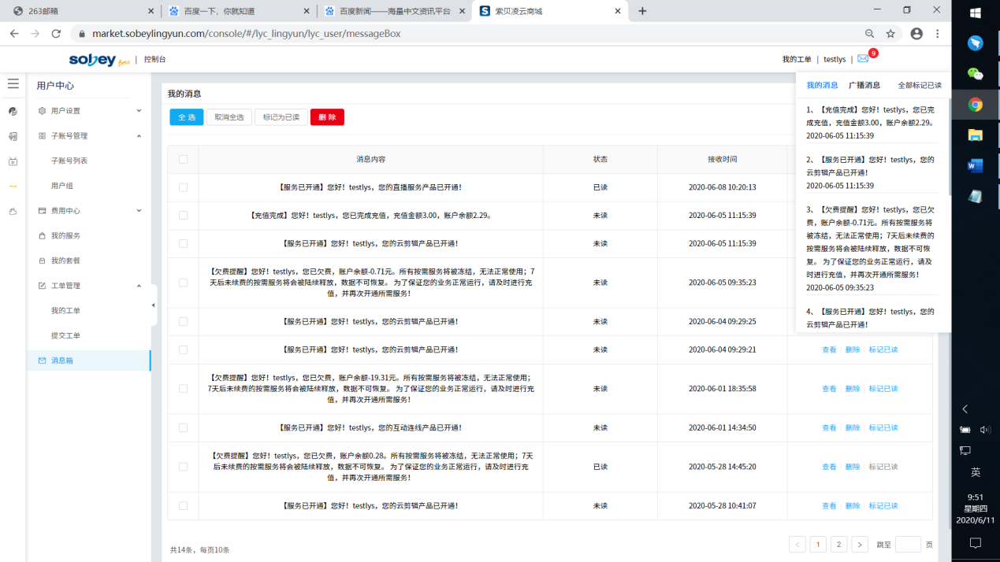 263邮箱
百度一下，你就知道
百度新闻——海量中文资讯平台
索贝凌云商城
market.sobeylingyun.com/console/#/lyc_lingyun/lyc_user/messageBox
sobey Beta | 控制台
我的工单 | testlys | 9
用户中心
用户设置
子账号管理
子账号列表
用户组
费用中心
我的服务
我的套餐
工单管理
我的工单
提交工单
消息箱
我的消息
全 选 取消全选 标记为已读 删 除
消息内容 状态 接收时间
【服务已开通】您好！testlys，您的直播服务产品已开通！ 已读 2020-06-08 10:20:13
【充值完成】您好！testlys，您已完成充值，充值金额3.00，账户余额2.29。 未读 2020-06-05 11:15:39
【服务已开通】您好！testlys，您的云剪辑产品已开通！ 未读 2020-06-05 11:15:39
【欠费提醒】您好！testlys，您已欠费，账户余额-0.71元。所有按需服务将被冻结，无法正常使用；7
天后未续费的按需服务将会被陆续释放，数据不可恢复。 为了保证您的业务正常运行，请及时进行充
值，并再次开通所需服务！
未读 2020-06-05 09:35:23
【服务已开通】您好！testlys，您的云剪辑产品已开通！ 未读 2020-06-04 09:29:25
【服务已开通】您好！testlys，您的云剪辑产品已开通！ 未读 2020-06-04 09:29:21 查看 删除 标记已读
【欠费提醒】您好！testlys，您已欠费，账户余额-19.31元。所有按需服务将被冻结，无法正常使用；
7天后未续费的按需服务将会被陆续释放，数据不可恢复。 为了保证您的业务正常运行，请及时进行充
值，并再次开通所需服务！
未读 2020-06-01 18:35:58 查看 删除 标记已读
【服务已开通】您好！testlys，您的互动连线产品已开通！ 未读 2020-06-01 14:34:50 查看 删除 标记已读
【欠费提醒】您好！testlys，您已欠费，账户余额0.28。所有按需服务将被冻结，无法正常使用；7天
后未续费的按需服务将会被陆续释放，数据不可恢复。 为了保证您的业务正常运行，请及时进行充
值，并再次开通所需服务！
已读 2020-05-28 14:45:20 查看 删除 标记已读
【服务已开通】您好！testlys，您的云剪辑产品已开通！ 未读 2020-05-28 10:41:07 查看 删除 标记已读
共14条，每页10条
1 2 跳至 页
我的消息 广播消息 全部标记已读
1、【充值完成】您好！testlys，您已完
成充值，充值金额3.00，账户余额2.29。
2020-06-05 11:15:39
2、【服务已开通】您好！testlys，您的
云剪辑产品已开通！
2020-06-05 11:15:39
3、【欠费提醒】您好！testlys，您已欠
费，账户余额-0.71元。所有按需服务将
被冻结，无法正常使用；7天后未续费的
按需服务将会被陆续释放，数据不可恢
复。 为了保证您的业务正常运行，请及
时进行充值，并再次开通所需服务！
2020-06-05 09:35:23
4、【服务已开通】您好！testlys，您的
云剪辑产品已开通！
英
9:51
星期四
2020/6/11